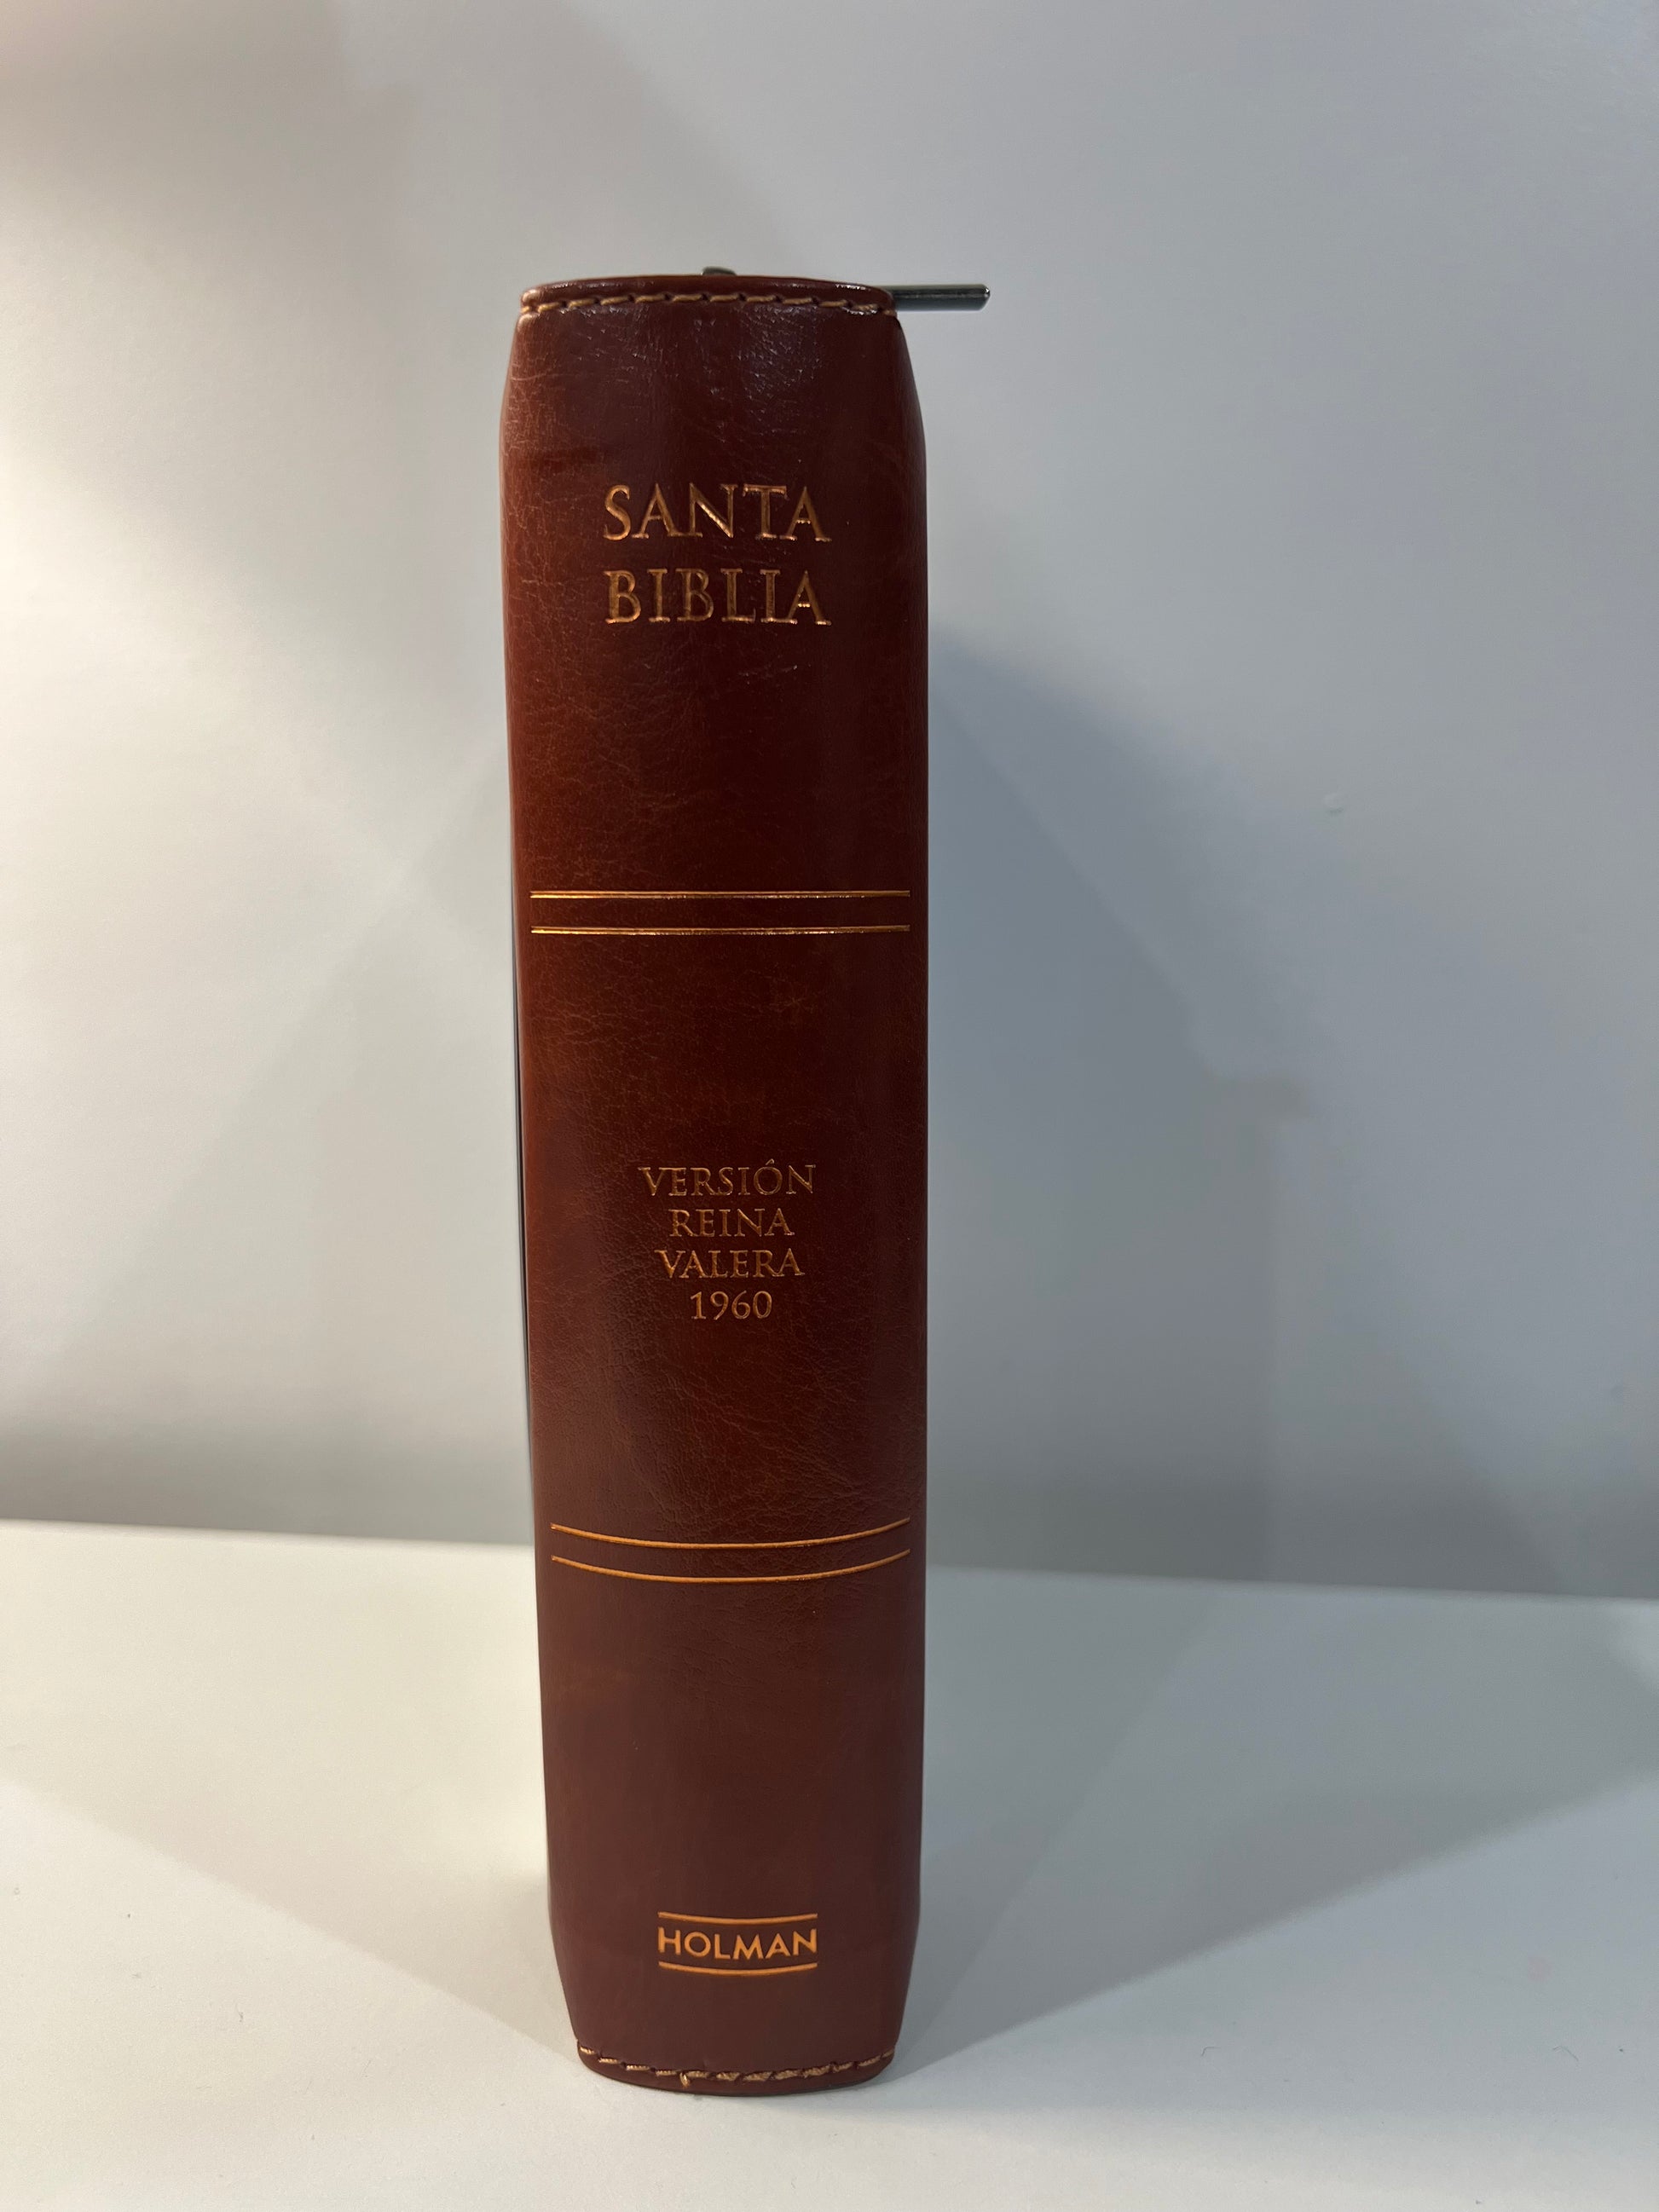 SANTA
BIBLIA
VERSIÓN
REINA
VALERA
1960
HOLMAN